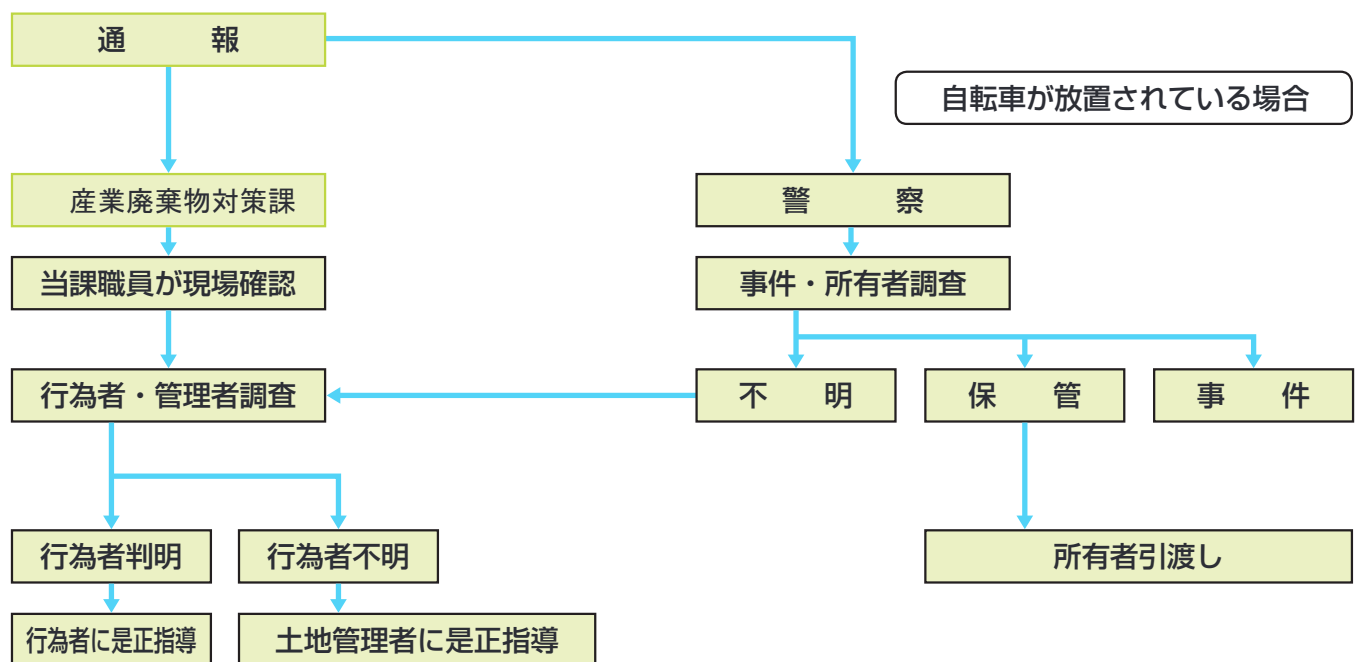 通　　報
自転車が放置されている場合
産業廃棄物対策課
警　　察
当課職員が現場確認
事件・所有者調査
行為者・管理者調査
不　明
保　管
事　件
行為者判明
行為者不明
所有者引渡し
行為者に是正指導
土地管理者に是正指導